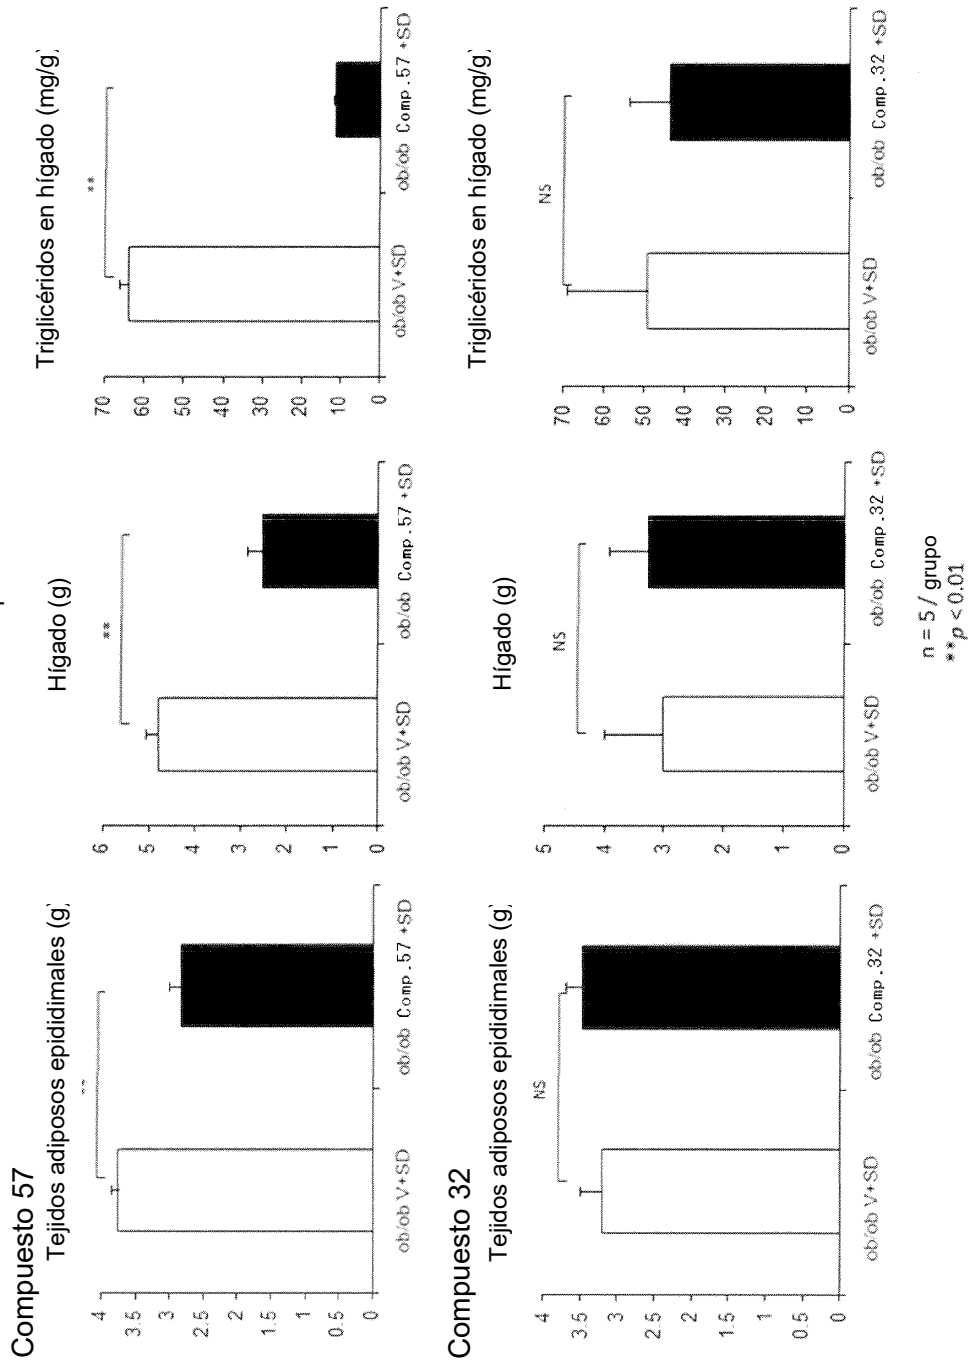 Compuesto 57
Tejidos adiposos epididimales (g)
**
4
3.5
3
2.5
2
1.5
1
0.5
0
ob/ob V+SD
ob/ob Comp.57 +SD
Hígado (g)
**
6
5
4
3
2
1
0
ob/ob V+SD
ob/ob Comp.57 +SD
Triglicéridos en hígado (mg/g)
**
70
60
50
40
30
20
10
0
ob/ob V+SD
ob/ob Comp.57 +SD
Compuesto 32
Tejidos adiposos epididimales (g)
NS
4
3.5
3
2.5
2
1.5
1
0.5
0
ob/ob V+SD
ob/ob Comp.32 +SD
Hígado (g)
NS
5
4
3
2
1
0
ob/ob V+SD
ob/ob Comp.32 +SD
Triglicéridos en hígado (mg/g)
NS
70
60
50
40
30
20
10
0
ob/ob V+SD
ob/ob Comp.32 +SD
n = 5 / grupo
**p < 0.01